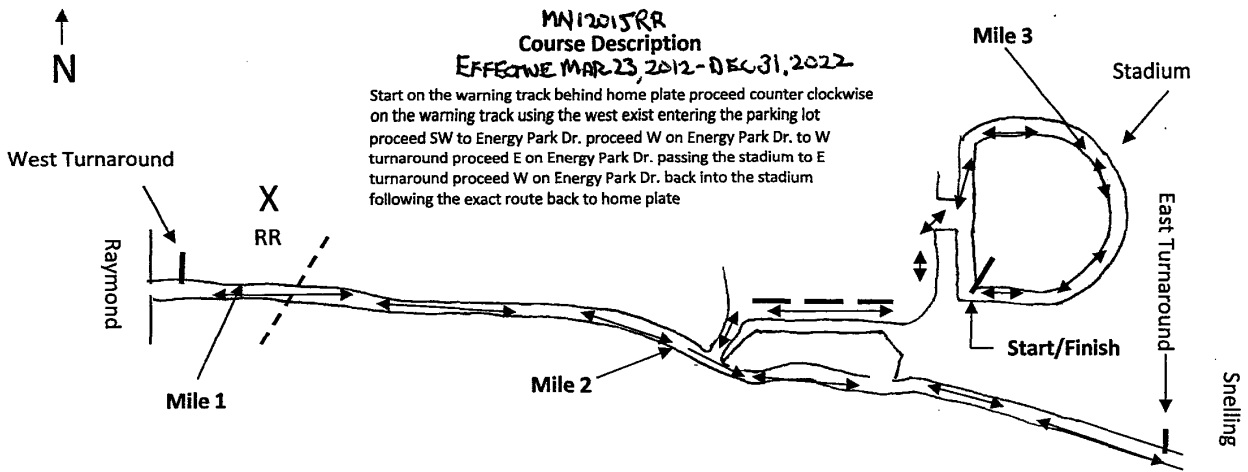 MN12015RR
Course Description
EFFECTIVE MAR 23, 2012-DEC 31, 2022
Start on the warning track behind home plate proceed counter clockwise
on the warning track using the west exist entering the parking lot
proceed SW to Energy Park Dr. proceed W on Energy Park Dr. to W
turnaround proceed E on Energy Park Dr. passing the stadium to E
turnaround proceed W on Energy Park Dr. back into the stadium
following the exact route back to home plate
N
Mile 3
Stadium
West Turnaround
X
RR
Raymond
East Turnaround
Start/Finish
Mile 2
Mile 1
Snelling